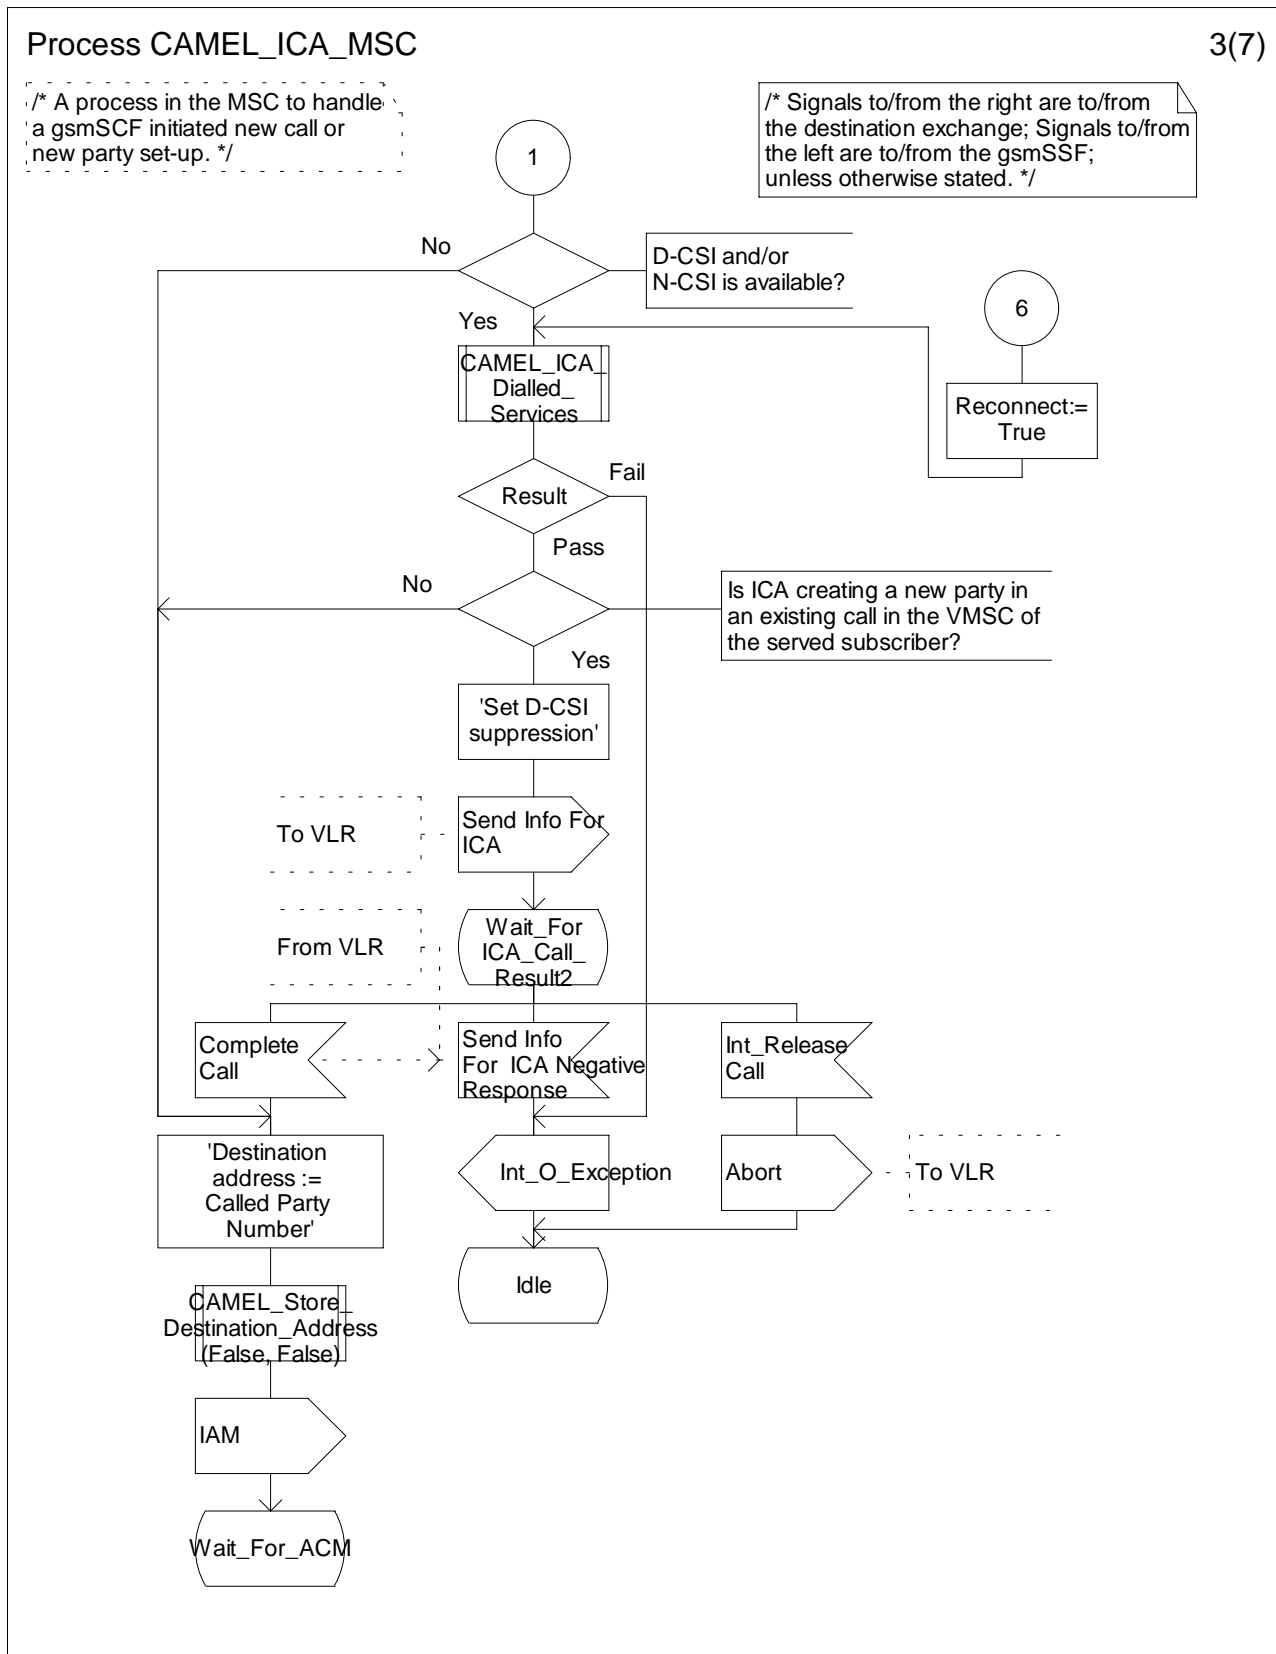 Process CAMEL_ICA_MSC
3(7)
/* A process in the MSC to handle
a gsmSCF initiated new call or
new party set-up. */
/* Signals to/from the right are to/from
the destination exchange; Signals to/from
the left are to/from the gsmSSF;
unless otherwise stated. */
1
No
D-CSI and/or
N-CSI is available?
6
Yes
CAMEL_ICA_
Dialled_
Services
Reconnect:=
True
Fail
Result
Pass
No
Is ICA creating a new party in
an existing call in the VMSC of
the served subscriber?
Yes
'Set D-CSI
suppression'
To VLR
Send Info For
ICA
From VLR
Wait_For
ICA_Call_
Result2
Complete
Call
Send Info
For ICA Negative
Response
Int_Release
Call
'Destination
address :=
Called Party
Number'
Int_O_Exception
Abort
To VLR
Idle
CAMEL_Store_
Destination_Address
(False, False)
IAM
Wait_For_ACM